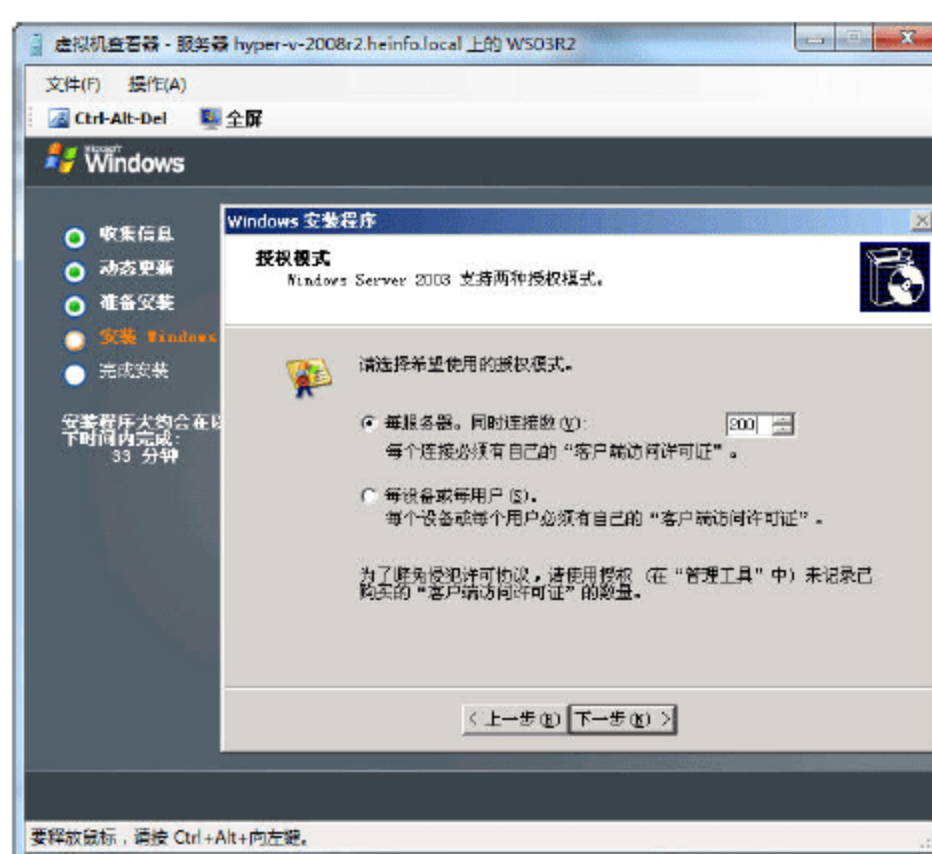 虚拟机查看器 - 服务器 hyper-v-2008r2.heinfo.local 上的 WS03R2
文件(F) 操作(A)
Ctrl-Alt-Del 全屏
Microsoft
Windows
收集信息
动态更新
准备安装
安装 Windows
完成安装
安装程序大约会在以
下时间内完成:
33 分钟
Windows 安装程序
授权模式
Windows Server 2003 支持两种授权模式。
请选择希望使用的授权模式。
每服务器。同时连接数(V): 200
每个连接必须有自己的“客户端访问许可证”。
每设备或每用户(S)。
每个设备或每个用户必须有自己的“客户端访问许可证”。
为了避免侵犯许可协议,请使用授权(在“管理工具”中)来记录已
购买的“客户端访问许可证”的数量。
< 上一步(B) 下一步(N) >
要释放鼠标,请按 Ctrl+Alt+向左键。